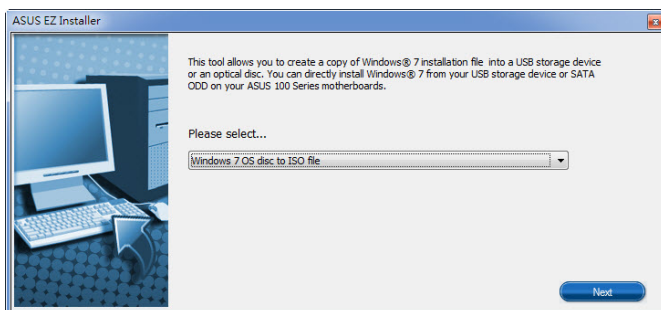 ASUS EZ Installer
This tool allows you to create a copy of Windows® 7 installation file into a USB storage device
or an optical disc. You can directly install Windows® 7 from your USB storage device or SATA
ODD on your ASUS 100 Series motherboards.
Please select...
Windows 7 OS disc to ISO file
Next